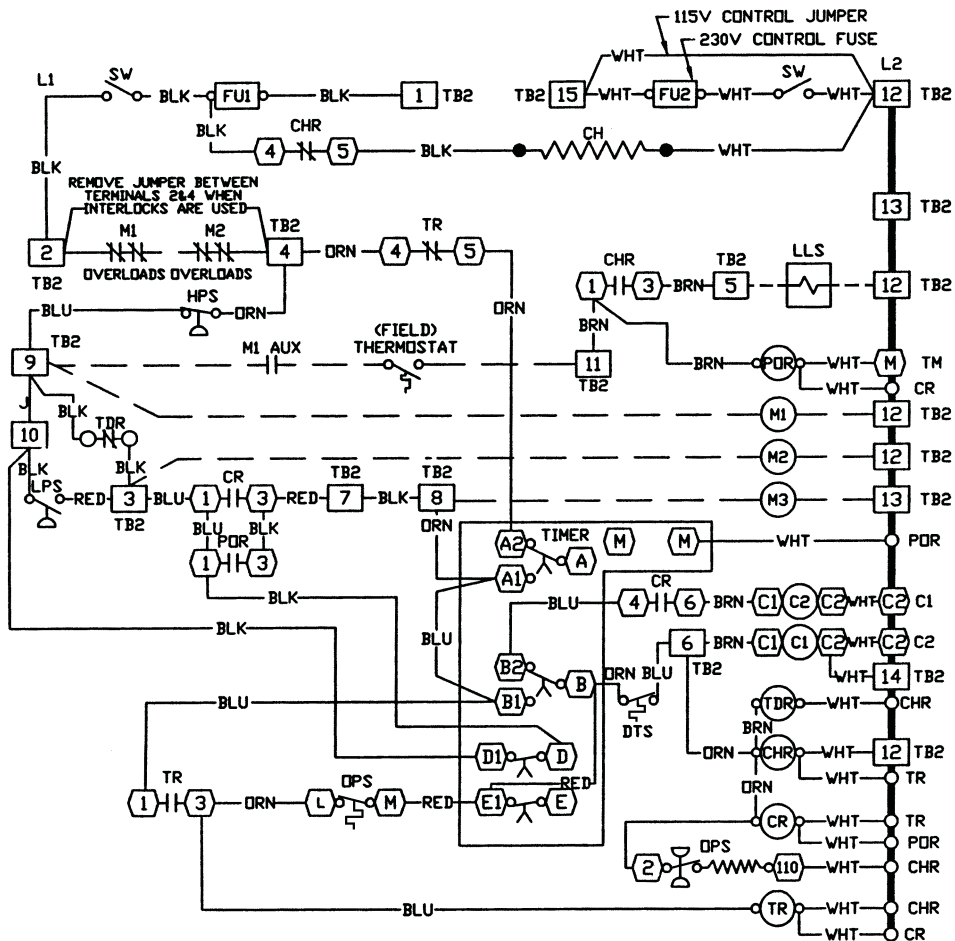 115V CONTROL JUMPER
230V CONTROL FUSE
WHT
L1 SW L2
BLK FU1 BLK 1 TB2 TB2 15 WHT FU2 WHT SW WHT 12 TB2
BLK CHR CH
4 5 BLK WHT
BLK
REMOVE JUMPER BETWEEN
TERMINALS 2&4 WHEN
INTERLOCKS ARE USED
13 TB2
M1 M2 TB2 TR
2 4 ORN 4 5
TB2 OVERLOADS OVERLOADS
CHR TB2 LLS
1 3 BRN 5 12 TB2
HPS ORN
BLU ORN BRN
TB2 (FIELD)
M1 AUX THERMOSTAT
9 11 BRN POR WHT M TM
TB2 WHT CR
J BLK TDR M1 12 TB2
10
BLK BLK M2 12 TB2
LPS CR TB2 TB2
RED 3 BLU 1 3 RED 7 BLK 8 M3 13 TB2
TB2
BLU POR BLK ORN A2 TIMER M M WHT POR
A
1 3 A1
CR
BLK BLU 4 6 BRN C1 C2 C2 WHT C2 C1
BLK BLU
6 BRN C1 C1 C2 WHT C2 C2
B2 ORN BLU TB2 WHT 14 TB2
B
BLU B1 DTS TDR WHT CHR
BRN
D1 D ORN CHR WHT 12 TB2
TR OPS RED WHT TR
1 3 ORN L M RED E1 E ORN
CR WHT TR
WHT POR
OPS
2 110 WHT CHR
BLU TR WHT CHR
WHT CR